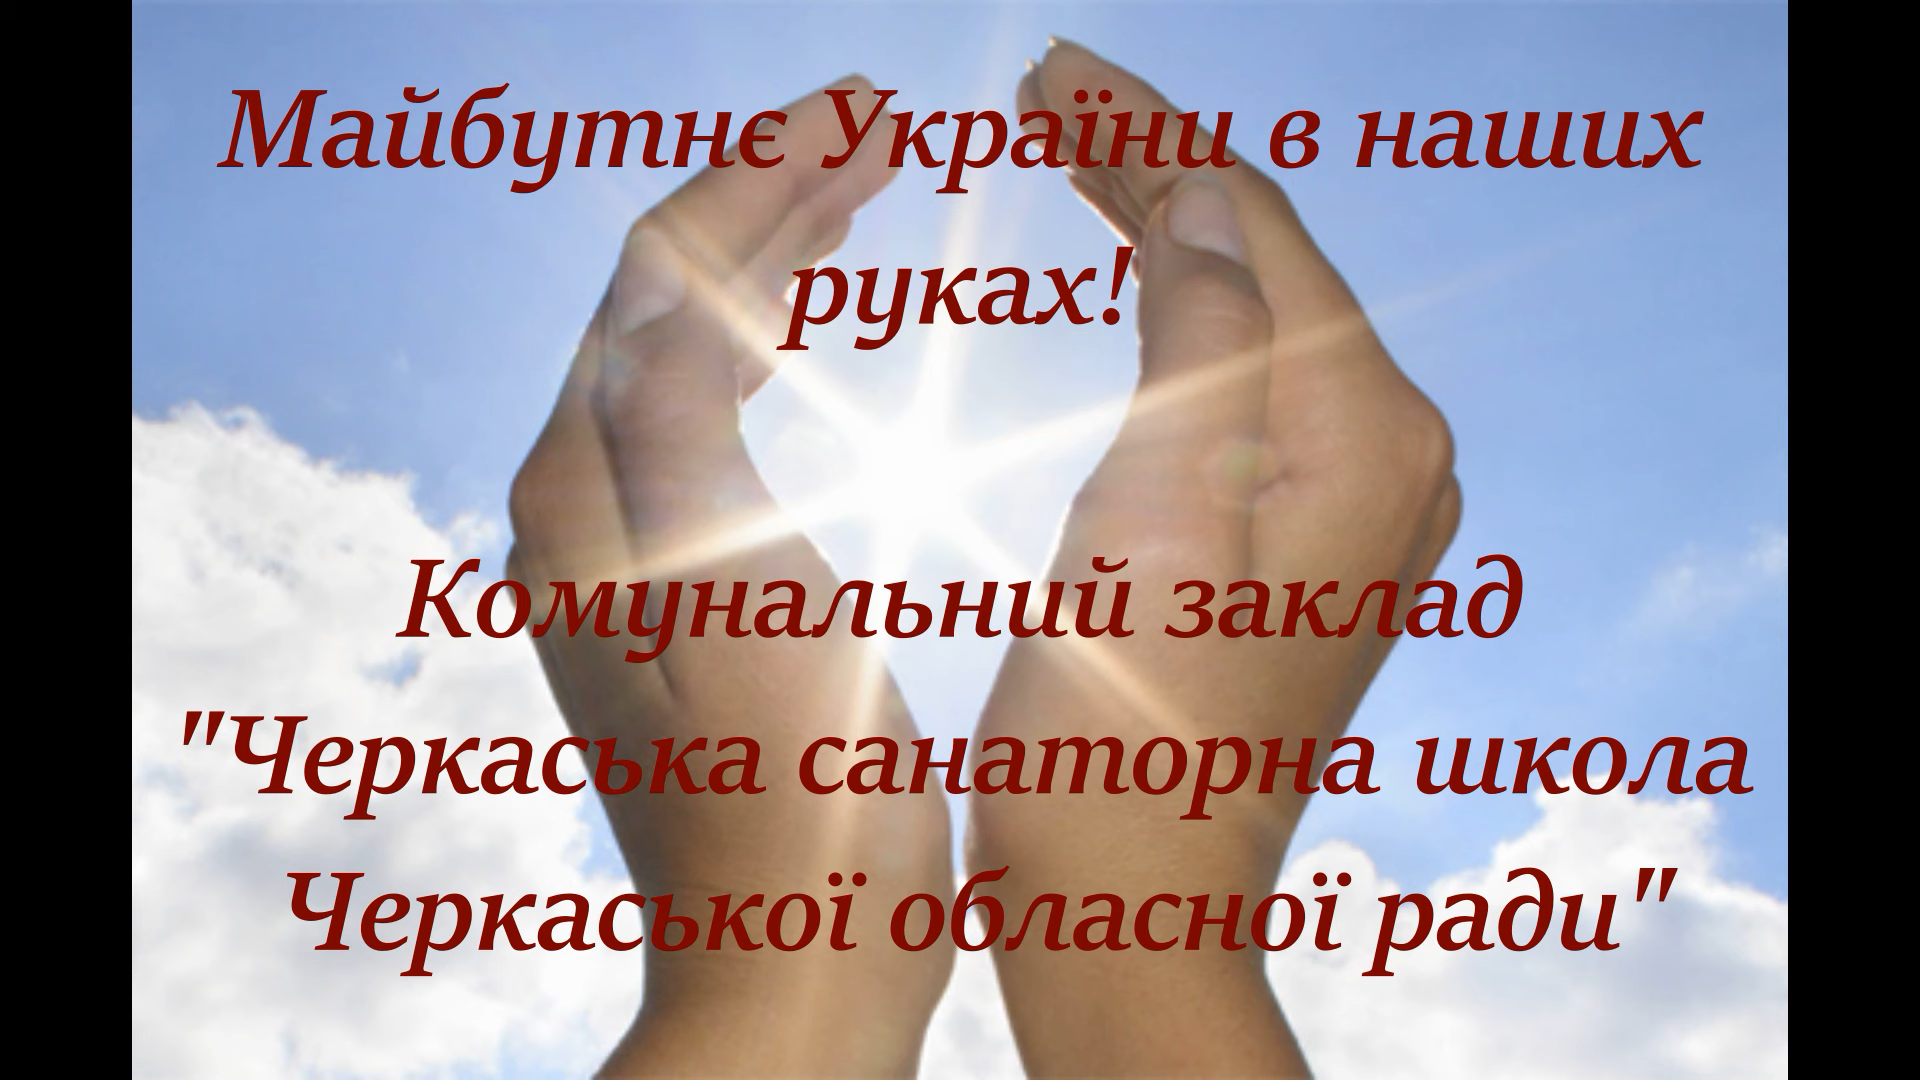 Майбутнє України в наших
руках!
Комунальний заклад
"Черкаська санаторна школа
Черкаської обласної ради"